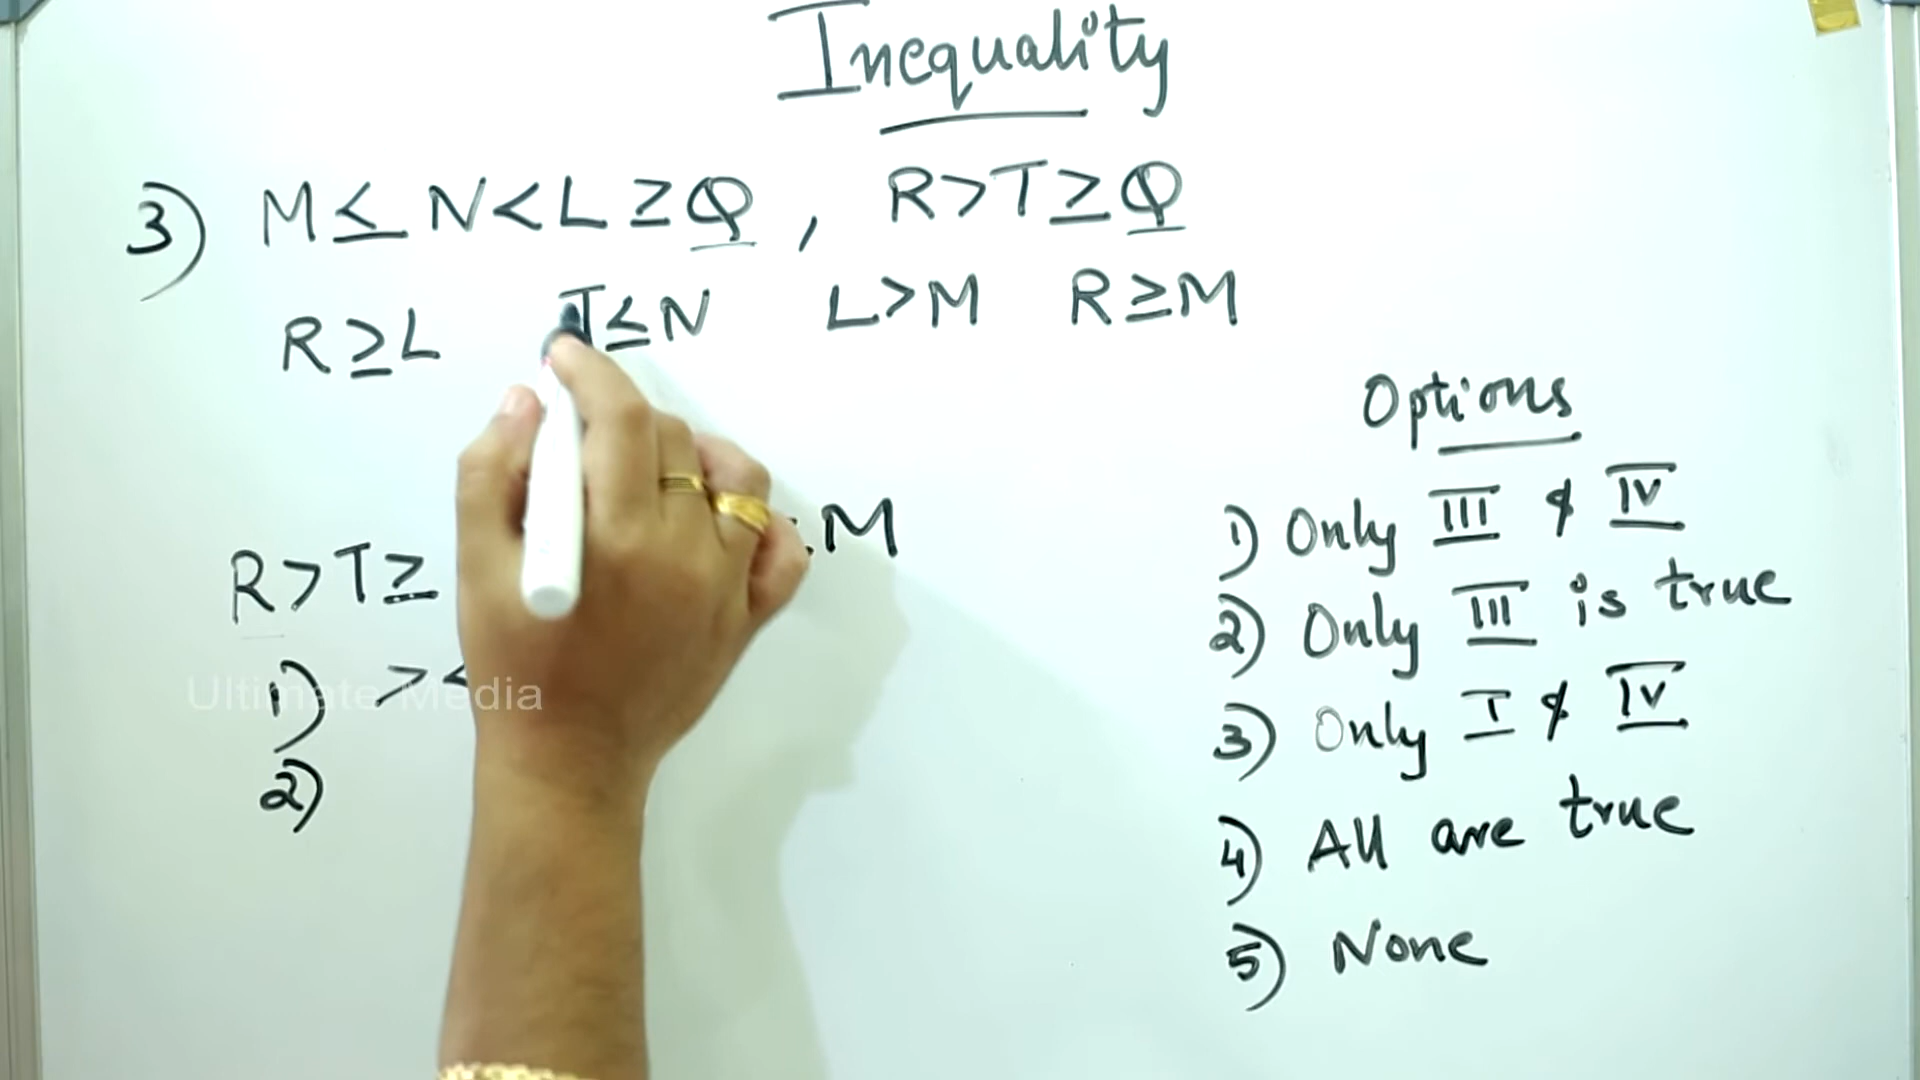 Inequality
3) M ≤ N < L ≥ Q , R > T ≥ Q
R ≥ L T ≤ N L > M R ≥ M
Options
R > T ≥ M
1) > <
2)
Ultimate Media
1) Only III & IV
2) Only III is true
3) Only I & IV
4) All are true
5) None